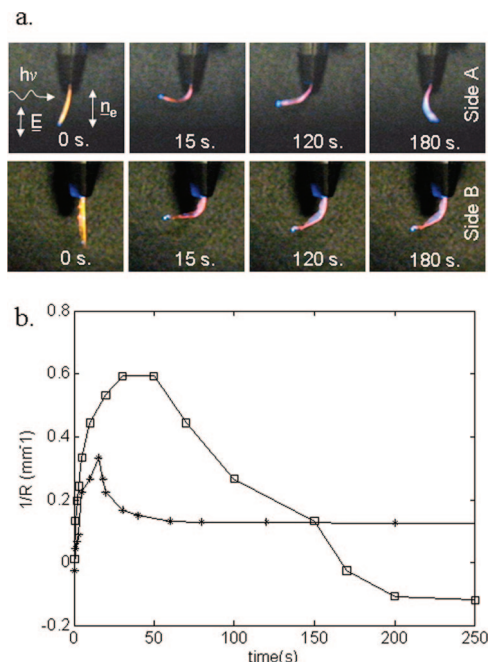 a.
hν
E
n_e
0 s.
15 s.
120 s.
180 s.
Side A
0 s.
15 s.
120 s.
180 s.
Side B
b.
1/R (mm⁻1)
0.8
0.6
0.4
0.2
0
-0.2
0 50 100 150 200 250
time(s)